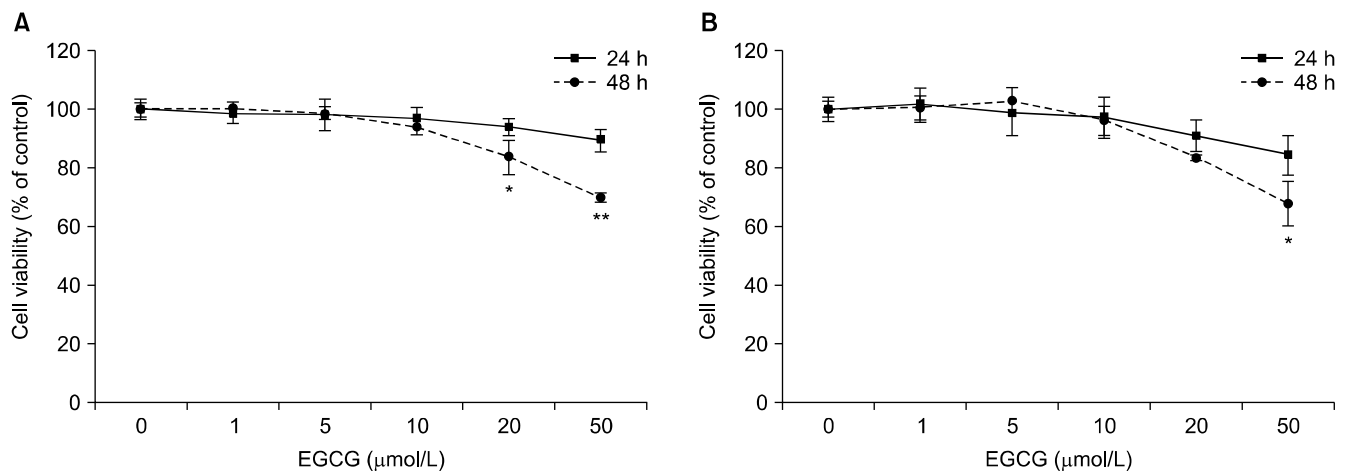 A
Cell viability (% of control)
120
100
80
60
40
20
0
24 h
48 h
*
**
0 1 5 10 20 50
EGCG (μmol/L)
B
Cell viability (% of control)
120
100
80
60
40
20
0
24 h
48 h
*
0 1 5 10 20 50
EGCG (μmol/L)